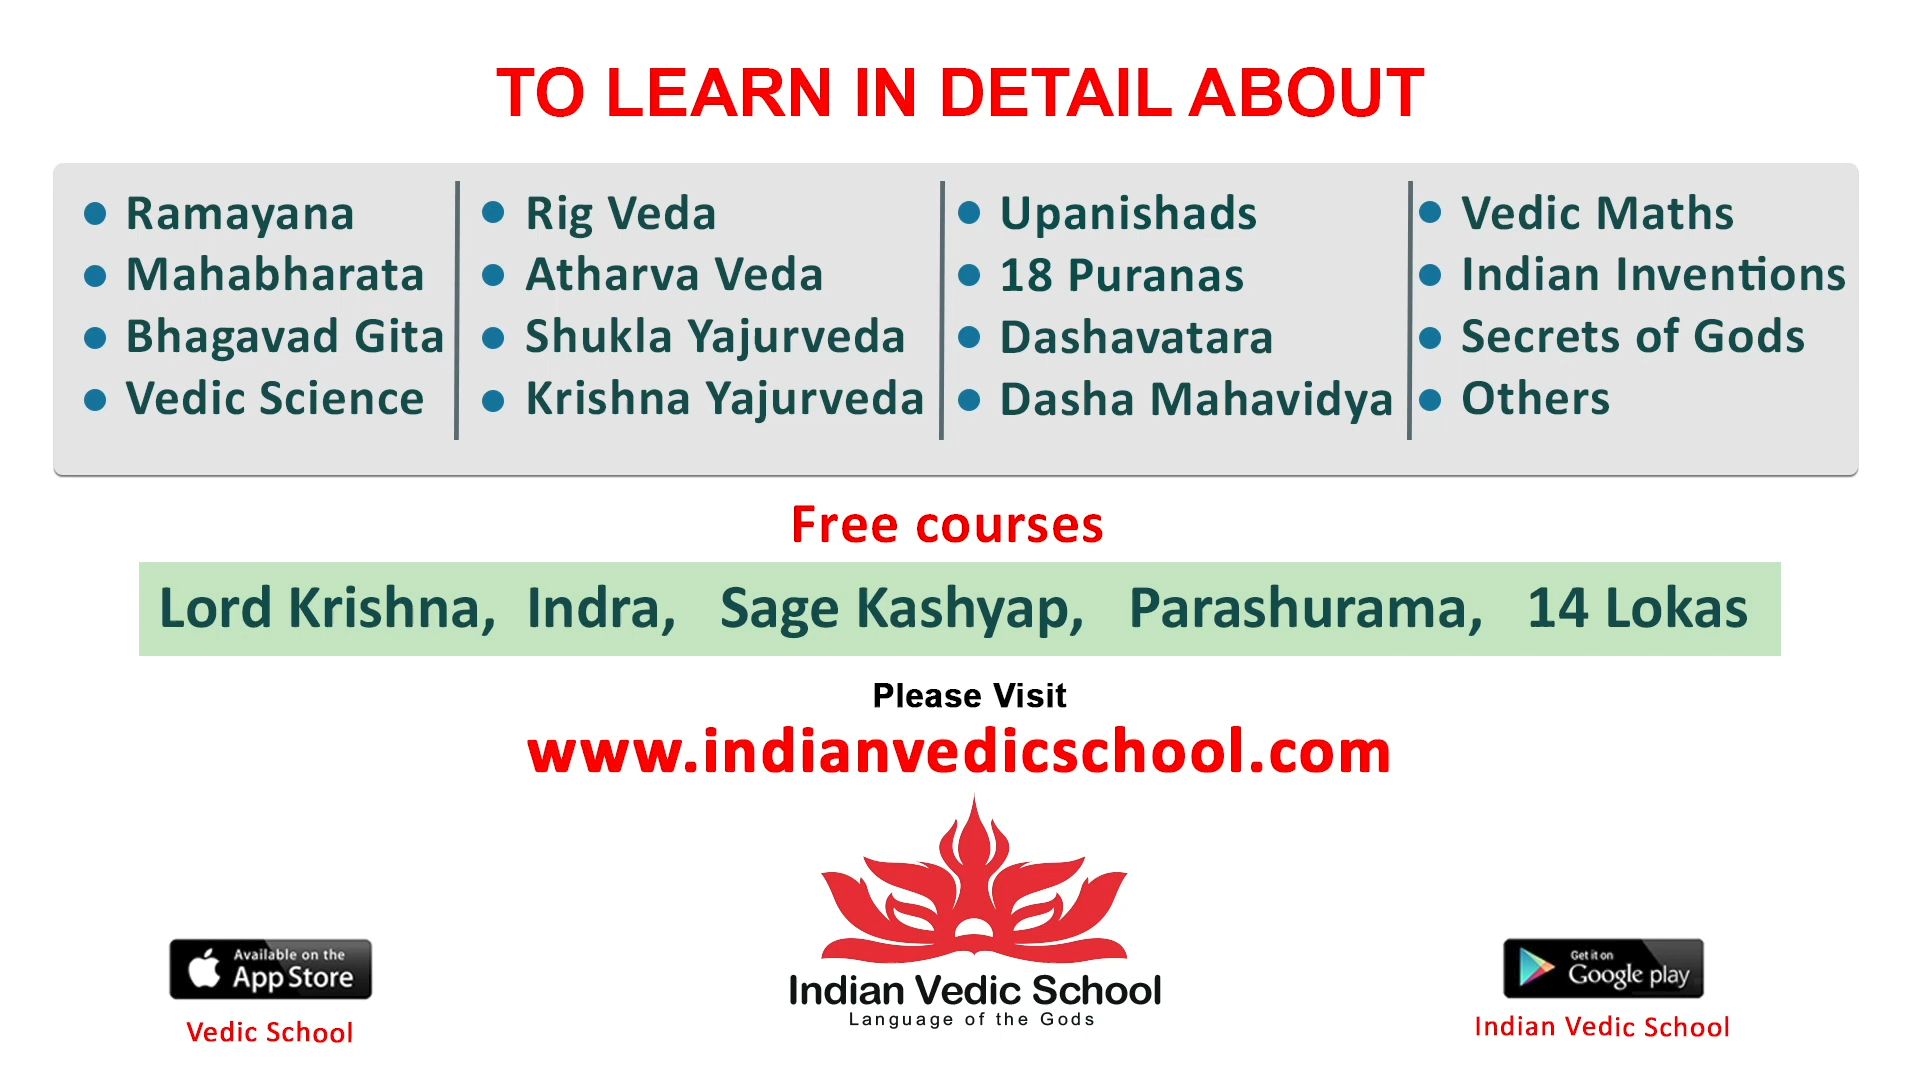 TO LEARN IN DETAIL ABOUT
Ramayana
Mahabharata
Bhagavad Gita
Vedic Science
Rig Veda
Atharva Veda
Shukla Yajurveda
Krishna Yajurveda
Upanishads
18 Puranas
Dashavatara
Dasha Mahavidya
Vedic Maths
Indian Inventions
Secrets of Gods
Others
Free courses
Lord Krishna, Indra, Sage Kashyap, Parashurama, 14 Lokas
Please Visit
www.indianvedicschool.com
Indian Vedic School
Language of the Gods
Available on the
App Store
Vedic School
Get it on
Google play
Indian Vedic School